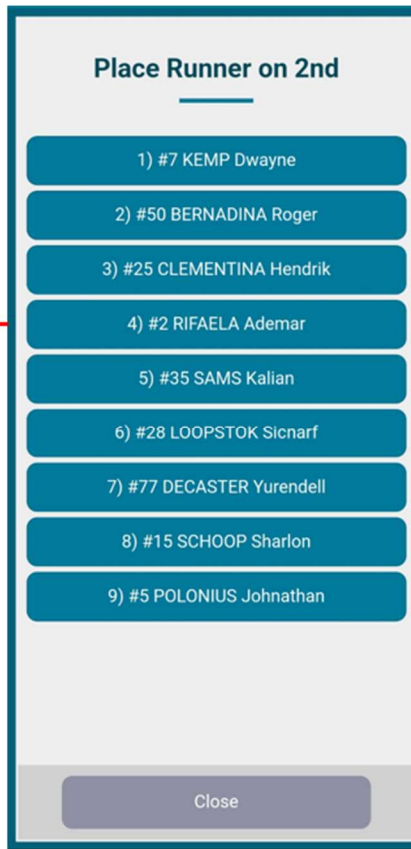 Place Runner on 2nd
1) #7 KEMP Dwayne
2) #50 BERNADINA Roger
3) #25 CLEMENTINA Hendrik
4) #2 RIFAELA Ademar
5) #35 SAMS Kalian
6) #28 LOOPSTOK Sicnarf
7) #77 DECASTER Yurendell
8) #15 SCHOOP Sharlon
9) #5 POLONIUS Johnathan
Close